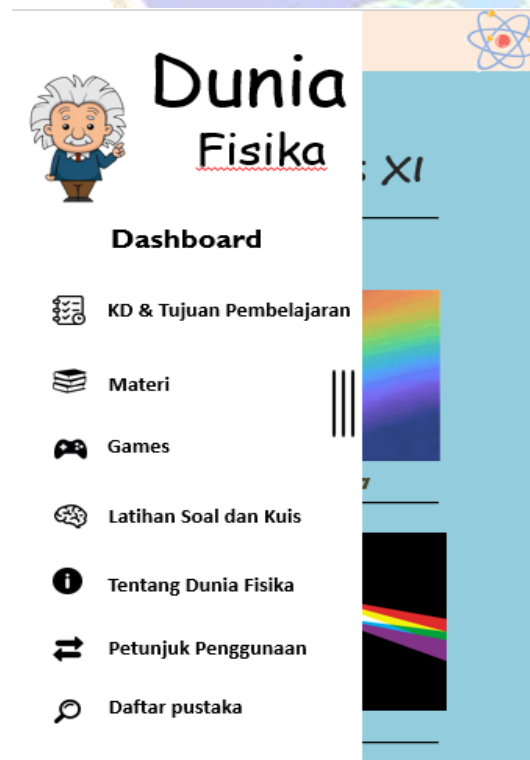 Dunia
Fisika
XI
Dashboard
KD & Tujuan Pembelajaran
Materi
Games
Latihan Soal dan Kuis
Tentang Dunia Fisika
Petunjuk Penggunaan
Daftar pustaka